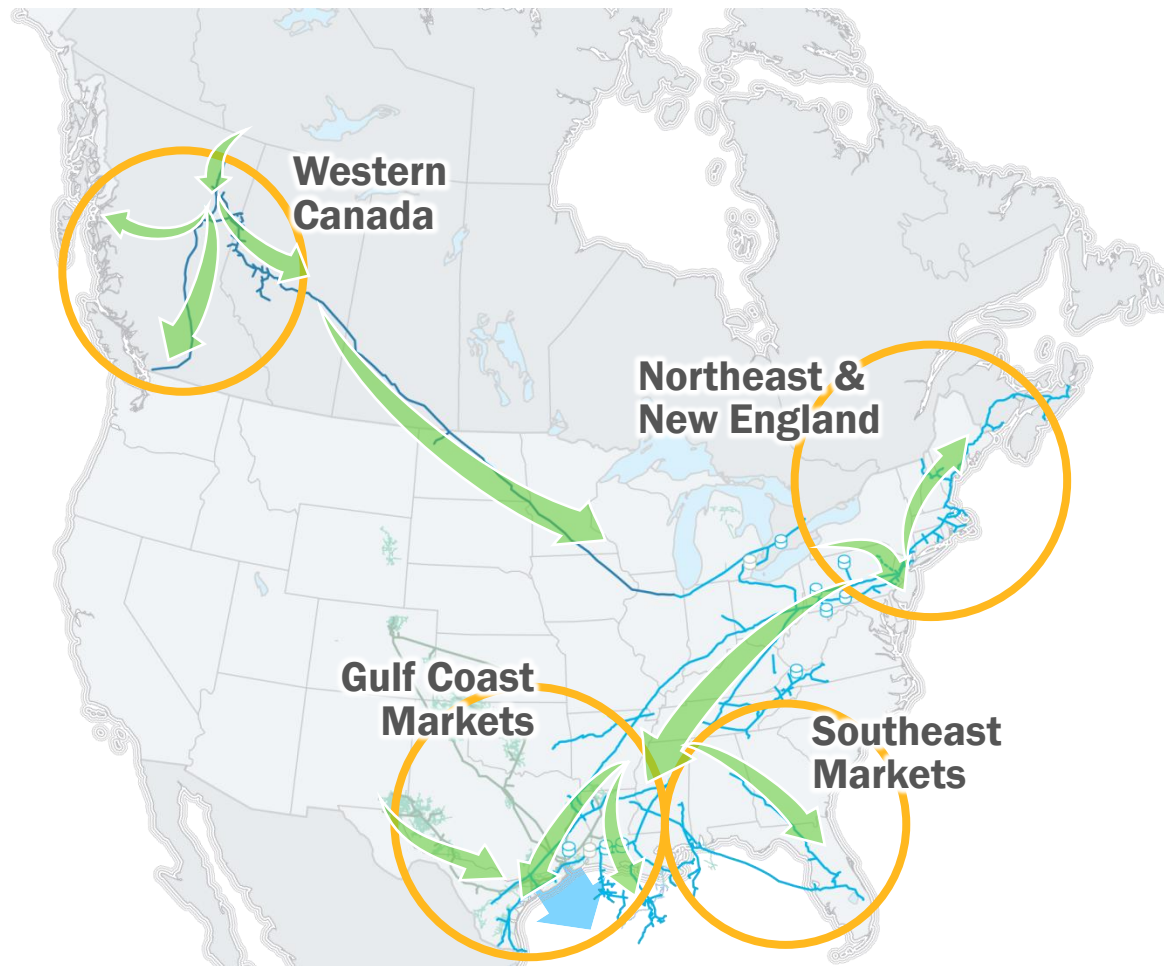 Western
Canada
Northeast &
New England
Gulf Coast
Markets
Southeast
Markets